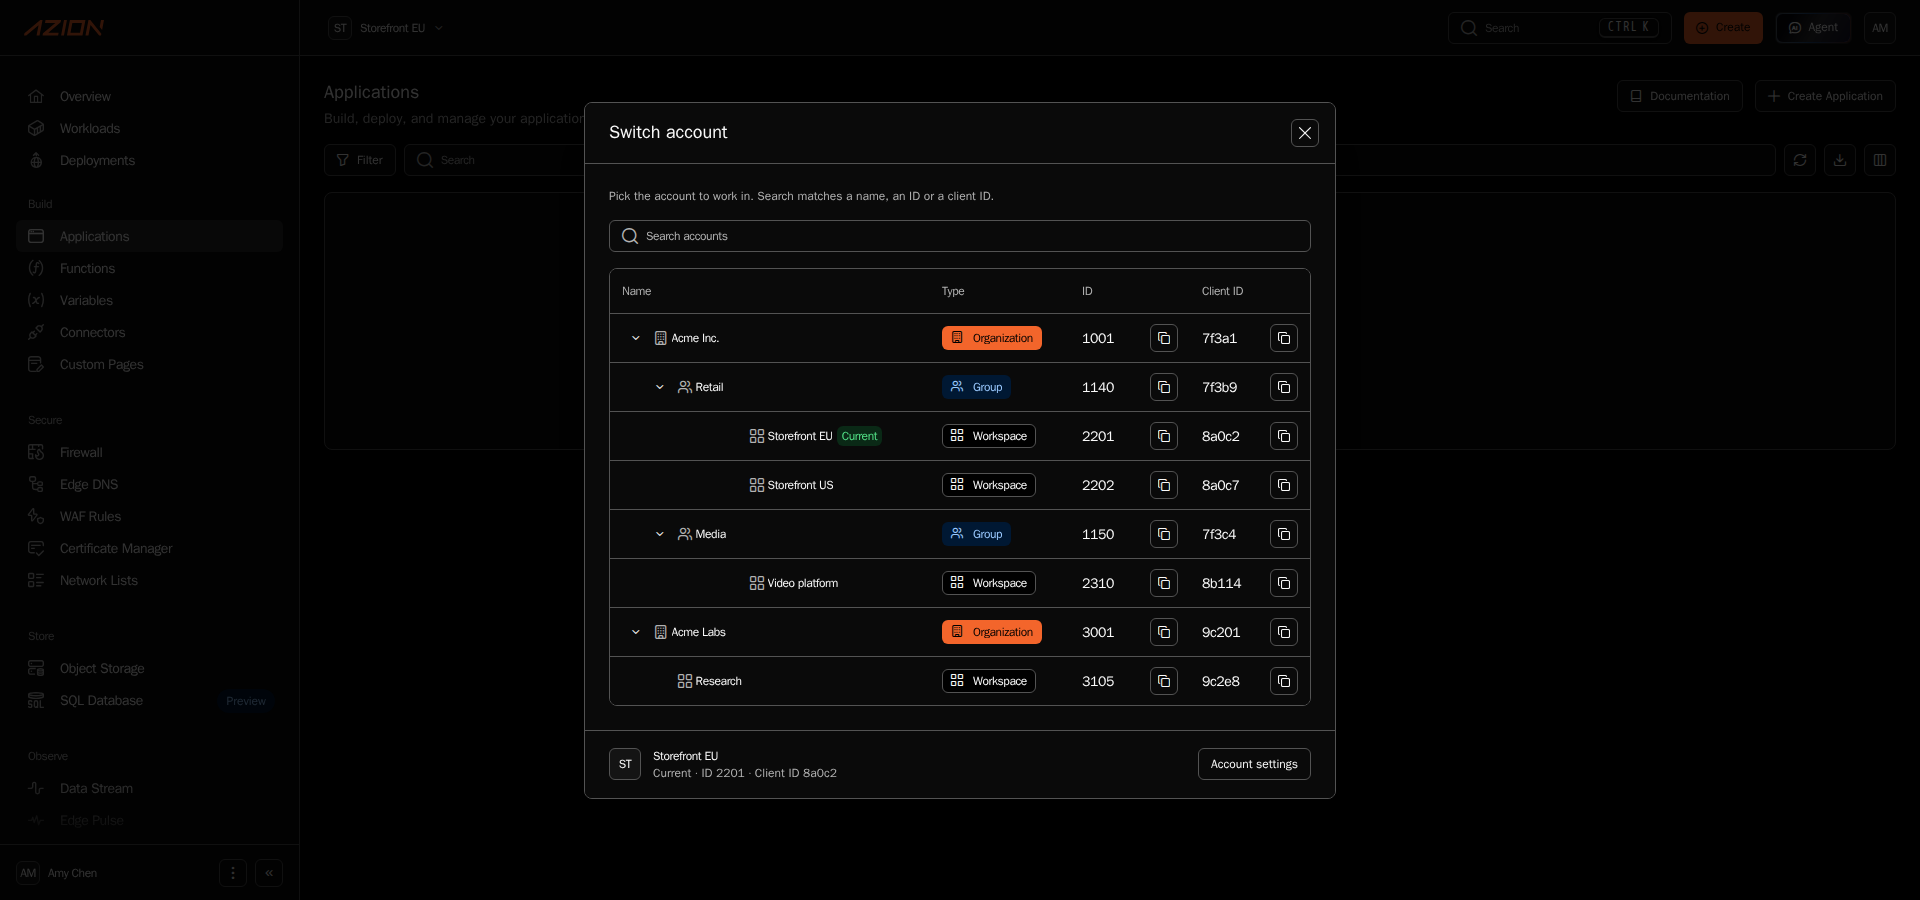 AZION
ST Storefront EU
Search CTRL K
Create
Agent
AM
Overview
Workloads
Deployments
Build
Applications
Functions
Variables
Connectors
Custom Pages
Secure
Firewall
Edge DNS
WAF Rules
Certificate Manager
Network Lists
Store
Object Storage
SQL Database Preview
Observe
Data Stream
Edge Pulse
AM Amy Chen
Applications
Build, deploy, and manage your application
Documentation
Create Application
Filter
Search
Switch account
Pick the account to work in. Search matches a name, an ID or a client ID.
Search accounts
Name Type ID Client ID
Acme Inc. Organization 1001 7f3a1
Retail Group 1140 7f3b9
Storefront EU Current Workspace 2201 8a0c2
Storefront US Workspace 2202 8a0c7
Media Group 1150 7f3c4
Video platform Workspace 2310 8b114
Acme Labs Organization 3001 9c201
Research Workspace 3105 9c2e8
ST Storefront EU
Current · ID 2201 · Client ID 8a0c2
Account settings